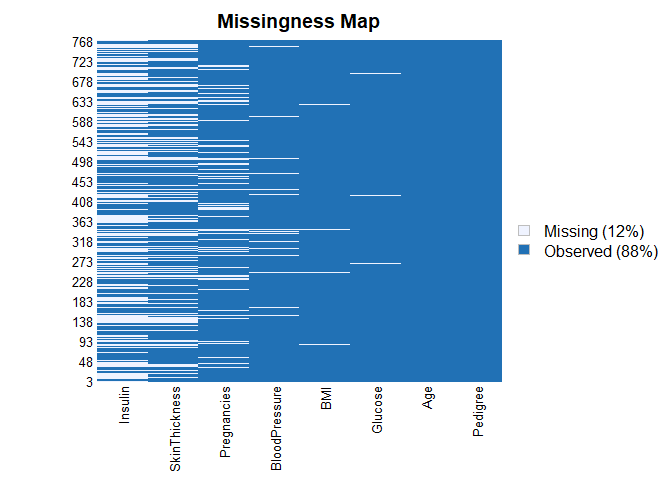 Missingness Map
768
723
678
633
588
543
498
453
408
363
318
273
228
183
138
93
48
3
Missing (12%)
Observed (88%)
Insulin
SkinThickness
Pregnancies
BloodPressure
BMI
Glucose
Age
Pedigree